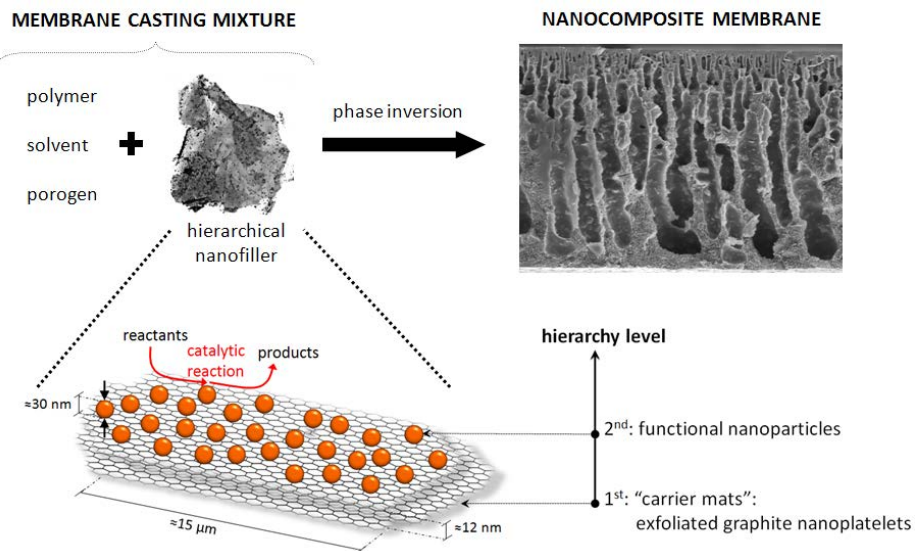 MEMBRANE CASTING MIXTURE
NANOCOMPOSITE MEMBRANE
polymer
solvent
porogen
+
phase inversion
hierarchical
nanofiller
hierarchy level
reactants
catalytic
reaction
products
≈30 nm
2nd: functional nanoparticles
1st: “carrier mats”:
exfoliated graphite nanoplatelets
≈15 µm
≈12 nm